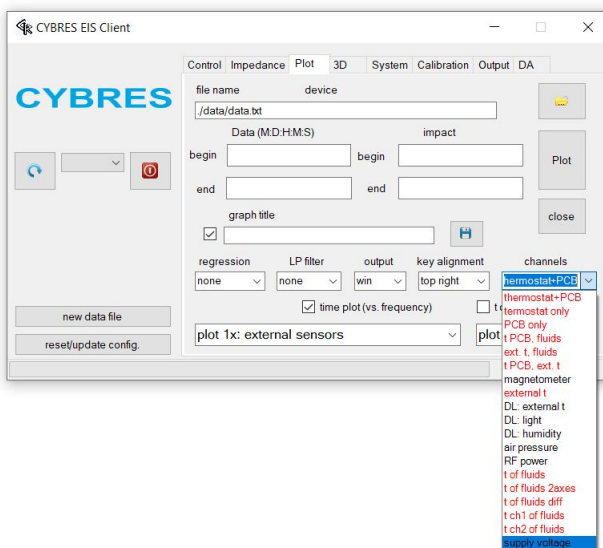 CYBRES EIS Client
Control Impedance Plot 3D System Calibration Output DA
CYBRES
file name device
./data/data.txt
Data (M:D:H:M:S) impact
begin begin
Plot
end end
graph title
close
regression LP filter output key alignment channels
none none win top right hermostat+PCB
time plot (vs. frequency)
new data file
plot 1x: external sensors plot
reset/update config.
thermostat+PCB
termostat only
PCB only
t PCB, fluids
ext. t, fluids
t PCB, ext. t
magnetometer
external t
DL: external t
DL: light
DL: humidity
air pressure
RF power
t of fluids
t of fluids 2axes
t of fluids diff
t ch1 of fluids
t ch2 of fluids
supply voltage